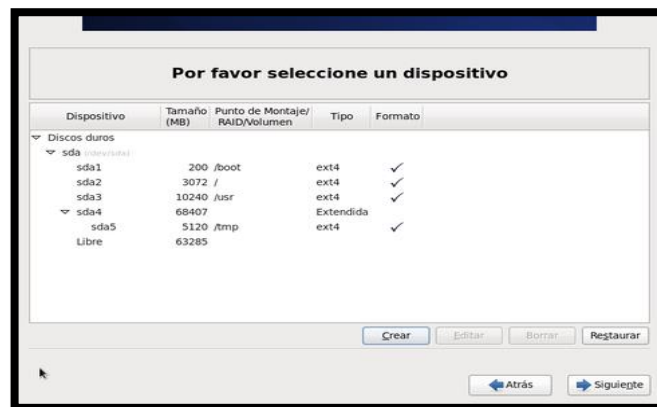 Por favor seleccione un dispositivo
Dispositivo Tamaño (MB) Punto de Montaje/ RAID/Volumen Tipo Formato
Discos duros
sda (/dev/sda)
sda1 200 /boot ext4 ✓
sda2 3072 / ext4 ✓
sda3 10240 /usr ext4 ✓
sda4 68407 Extendida
sda5 5120 /tmp ext4 ✓
Libre 63285
Crear Editar Borrar Restaurar
Atrás Siguiente